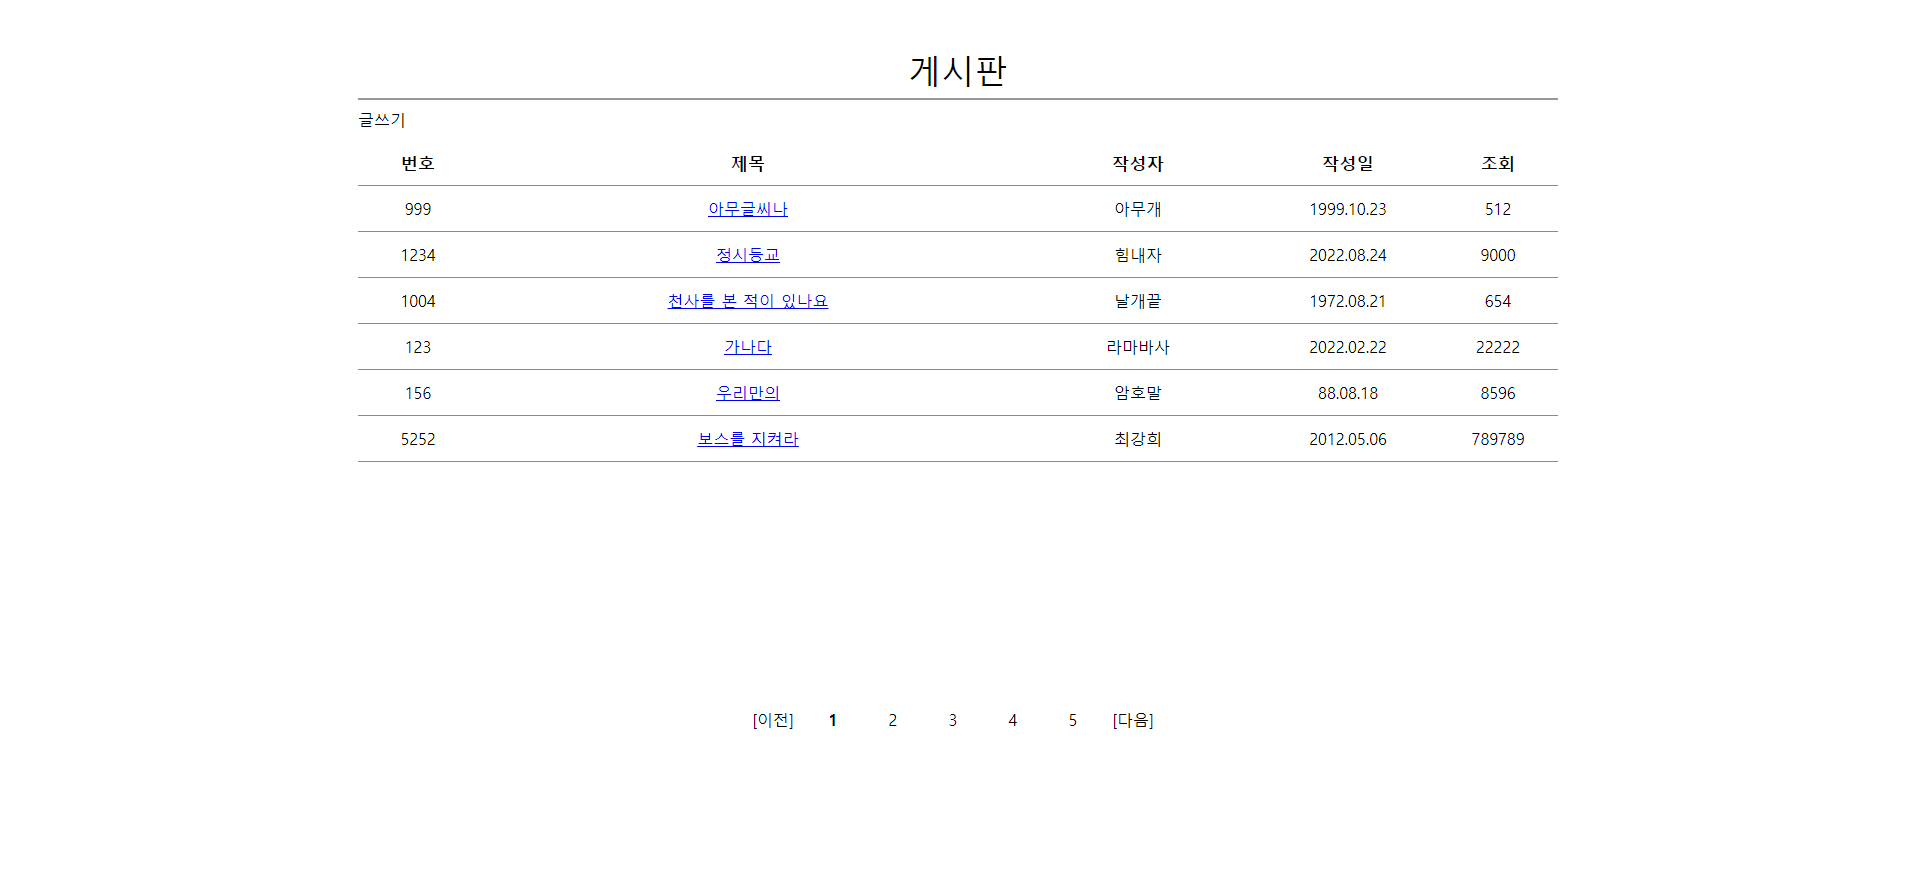 게시판
글쓰기
번호 제목 작성자 작성일 조회
999 아무글씨나 아무개 1999.10.23 512
1234 정시등교 힘내자 2022.08.24 9000
1004 천사를 본 적이 있나요 날개끝 1972.08.21 654
123 가나다 라마바사 2022.02.22 22222
156 우리만의 암호말 88.08.18 8596
5252 보스를 지켜라 최강희 2012.05.06 789789
[이전] 1 2 3 4 5 [다음]